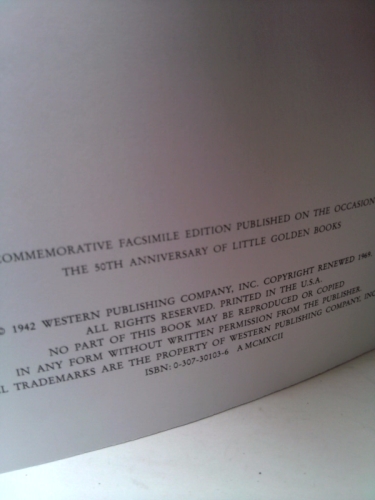 COMMEMORATIVE FACSIMILE EDITION PUBLISHED ON THE OCCASION
THE 50TH ANNIVERSARY OF LITTLE GOLDEN BOOKS
© 1942 WESTERN PUBLISHING COMPANY, INC. COPYRIGHT RENEWED 1969.
ALL RIGHTS RESERVED. PRINTED IN THE U.S.A.
NO PART OF THIS BOOK MAY BE REPRODUCED OR COPIED
IN ANY FORM WITHOUT WRITTEN PERMISSION FROM THE PUBLISHER.
TRADEMARKS ARE THE PROPERTY OF WESTERN PUBLISHING COMPANY, INC.
ISBN: 0-307-30103-6 A MCMXCII